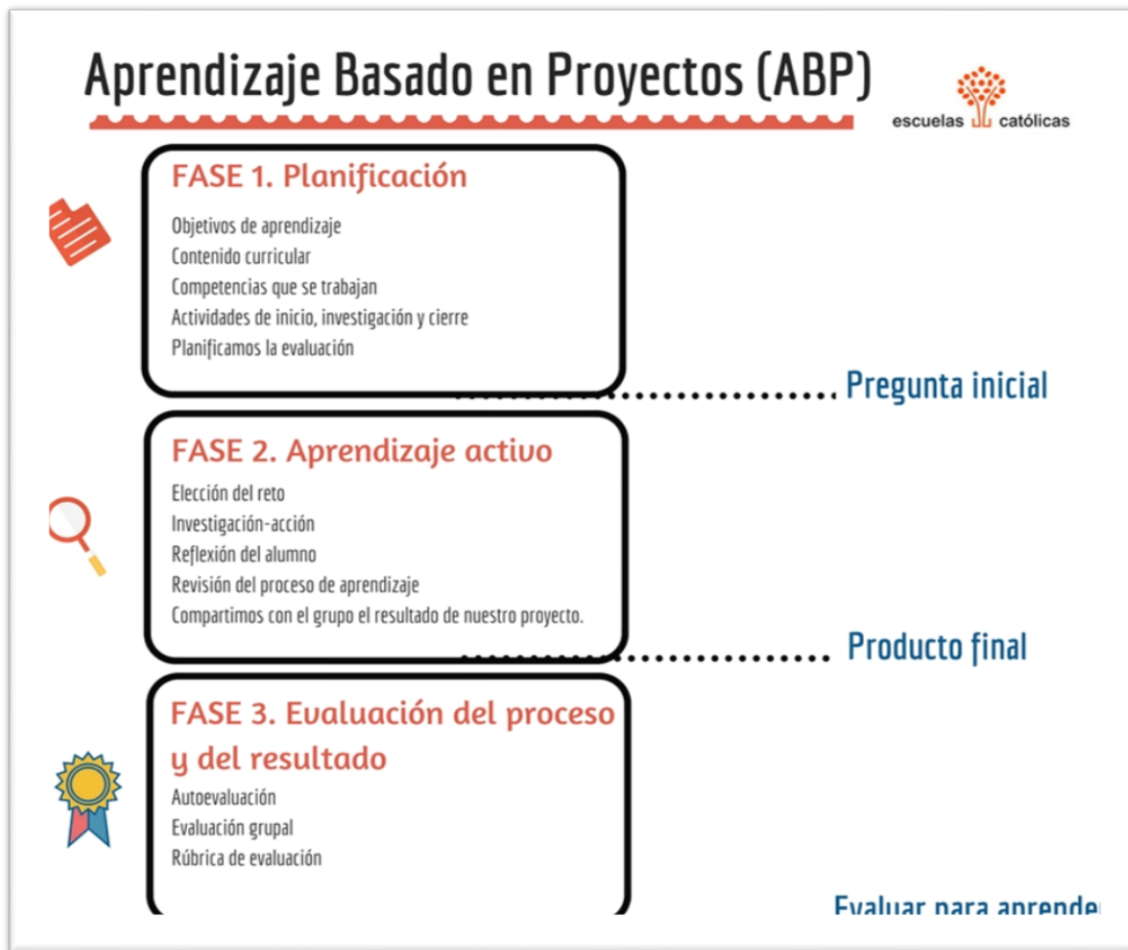 Aprendizaje Basado en Proyectos (ABP)
escuelas católicas
FASE 1. Planificación
Objetivos de aprendizaje
Contenido curricular
Competencias que se trabajan
Actividades de inicio, investigación y cierre
Planificamos la evaluación
Pregunta inicial
FASE 2. Aprendizaje activo
Elección del reto
Investigación-acción
Reflexión del alumno
Revisión del proceso de aprendizaje
Compartimos con el grupo el resultado de nuestro proyecto.
Producto final
FASE 3. Evaluación del proceso
y del resultado
Autoevaluación
Evaluación grupal
Rúbrica de evaluación
Evaluar para aprende